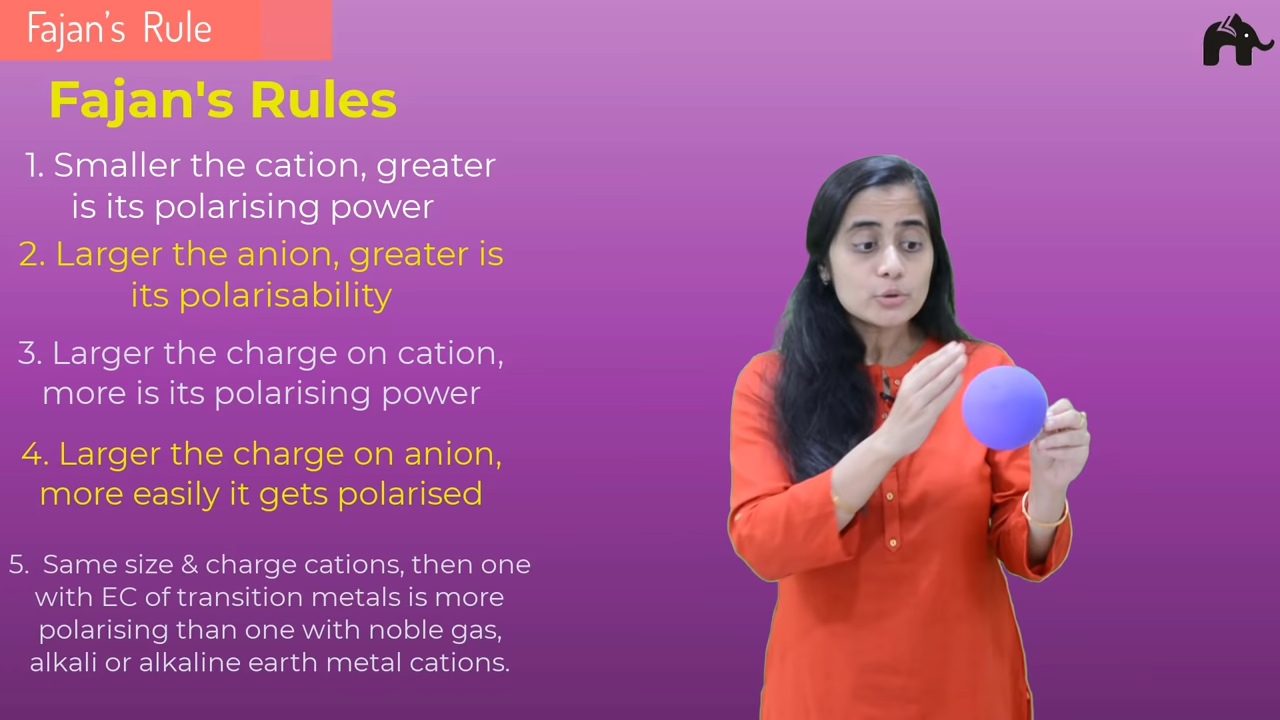 Fajan's Rule
Fajan's Rules
1. Smaller the cation, greater
is its polarising power
2. Larger the anion, greater is
its polarisability
3. Larger the charge on cation,
more is its polarising power
4. Larger the charge on anion,
more easily it gets polarised
5. Same size & charge cations, then one
with EC of transition metals is more
polarising than one with noble gas,
alkali or alkaline earth metal cations.